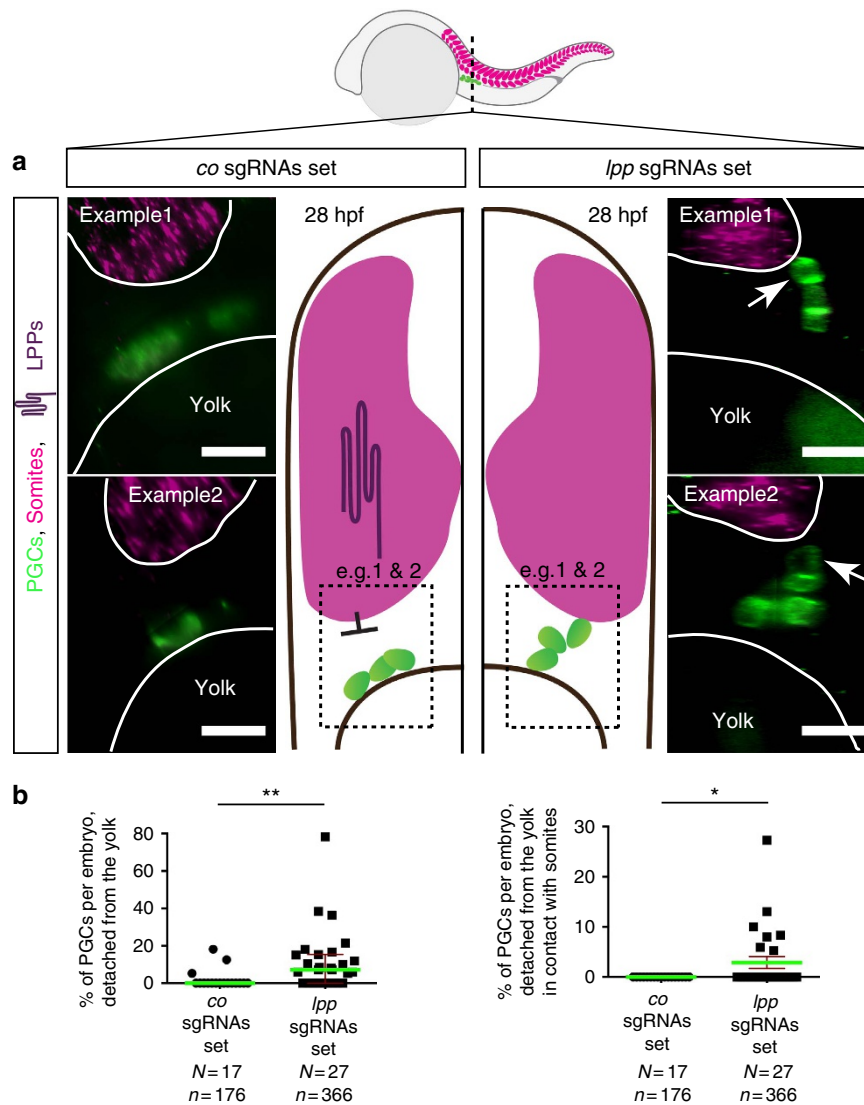 a
co sgRNAs set
lpp sgRNAs set
PGCs, Somites, LPPs
Example1
Yolk
28 hpf
28 hpf
Example1
Yolk
Example2
Yolk
e.g.1 & 2
e.g.1 & 2
Example2
Yolk
b
% of PGCs per embryo,
detached from the yolk
80
60
40
20
0
**
co
sgRNAs
set
N=17
n=176
lpp
sgRNAs
set
N=27
n=366
% of PGCs per embryo,
detached from the yolk
in contact with somites
30
20
10
0
*
co
sgRNAs
set
N=17
n=176
lpp
sgRNAs
set
N=27
n=366